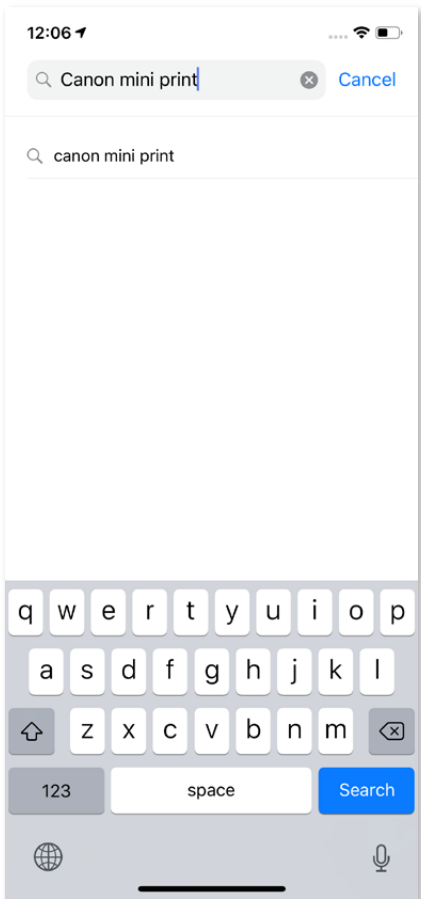 12:06
Canon mini print
Cancel
canon mini print
q w e r t y u i o p
a s d f g h j k l
z x c v b n m
123 space Search